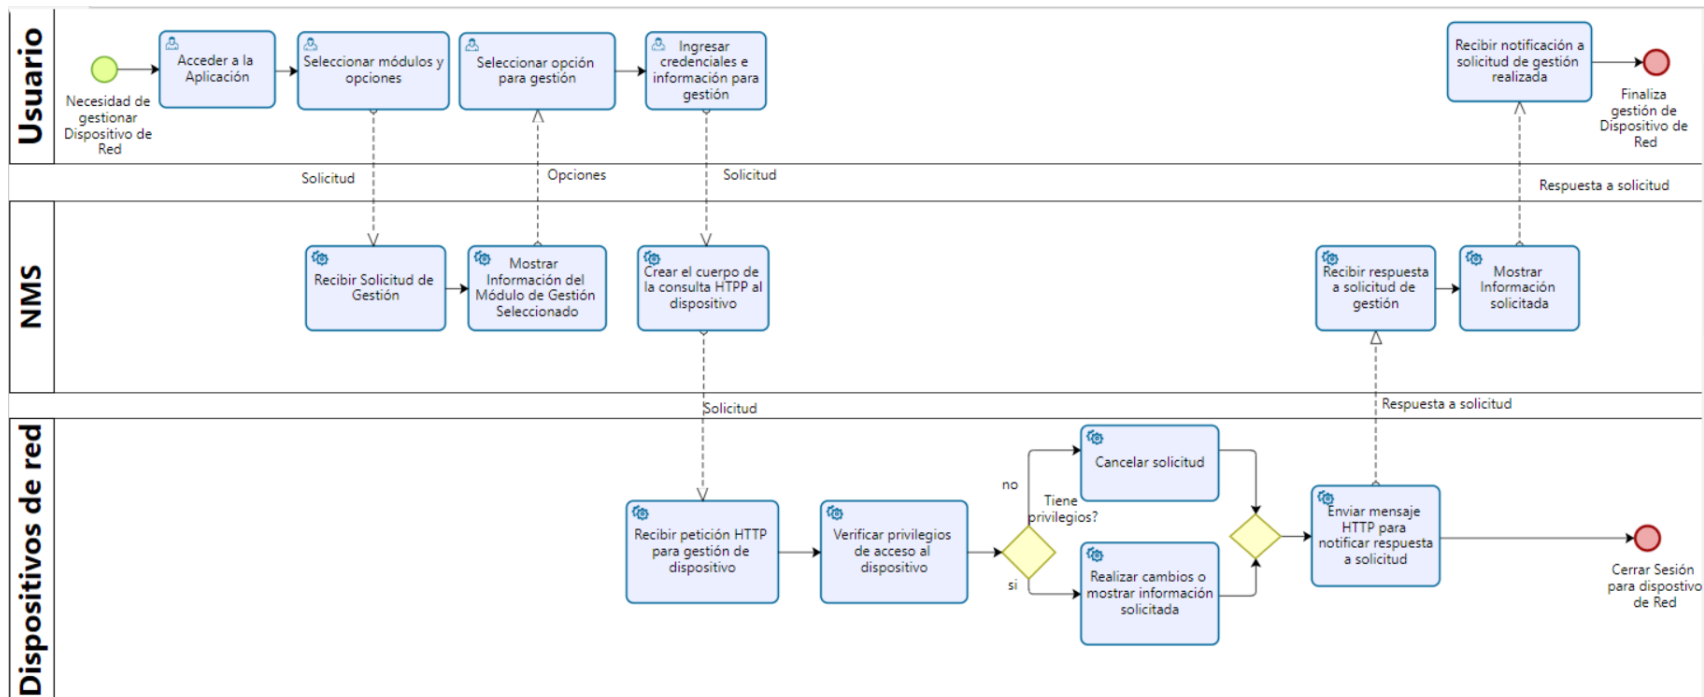 Usuario
Necesidad de
gestionar
Dispositivo de
Red
Acceder a la
Aplicación
Seleccionar módulos y
opciones
Seleccionar opción
para gestión
Ingresar
credenciales e
información para
gestión
Recibir notificación a
solicitud de gestión
realizada
Finaliza
gestión de
Dispositivo de
Red
Solicitud
Opciones
Solicitud
Respuesta a solicitud
NMS
Recibir Solicitud de
Gestión
Mostrar
Información del
Módulo de Gestión
Seleccionado
Crear el cuerpo de
la consulta HTPP al
dispositivo
Recibir respuesta
a solicitud de
gestión
Mostrar
Información
solicitada
Solicitud
Respuesta a solicitud
Dispositivos de red
Recibir petición HTTP
para gestión de
dispositivo
Verificar privilegios
de acceso al
dispositivo
no
Tiene
privilegios?
si
Cancelar solicitud
Realizar cambios o
mostrar información
solicitada
Enviar mensaje
HTTP para
notificar respuesta
a solicitud
Cerrar Sesión
para dispostivo
de Red